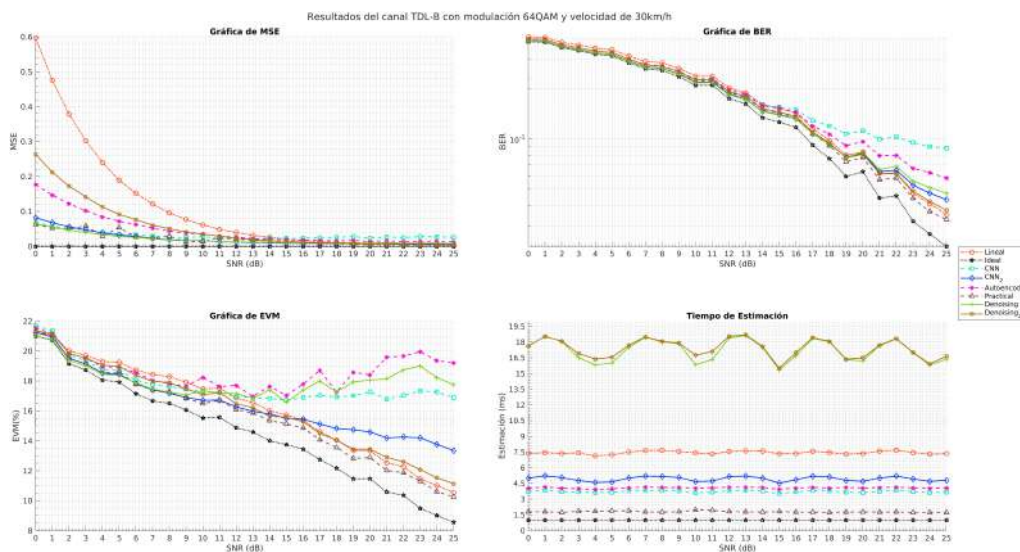 Resultados del canal TDL-B con modulación 64QAM y velocidad de 30km/h
Gráfica de MSE
MSE
0.6
0.5
0.4
0.3
0.2
0.1
0
0 1 2 3 4 5 6 7 8 9 10 11 12 13 14 15 16 17 18 19 20 21 22 23 24 25
SNR (dB)
Gráfica de BER
BER
10-1
0 1 2 3 4 5 6 7 8 9 10 11 12 13 14 15 16 17 18 19 20 21 22 23 24 25
SNR (dB)
Lineal
Ideal
CNN
CNN2
Autoencod
Practical
Denoising
Denoising2
Gráfica de EVM
EVM(%)
22
20
18
16
14
12
10
8
0 1 2 3 4 5 6 7 8 9 10 11 12 13 14 15 16 17 18 19 20 21 22 23 24 25
SNR (dB)
Tiempo de Estimación
Estimación (ms)
19.5
18
16.5
15
13.5
12
10.5
9
7.5
6
4.5
3
1.5
0
0 1 2 3 4 5 6 7 8 9 10 11 12 13 14 15 16 17 18 19 20 21 22 23 24 25
SNR (dB)